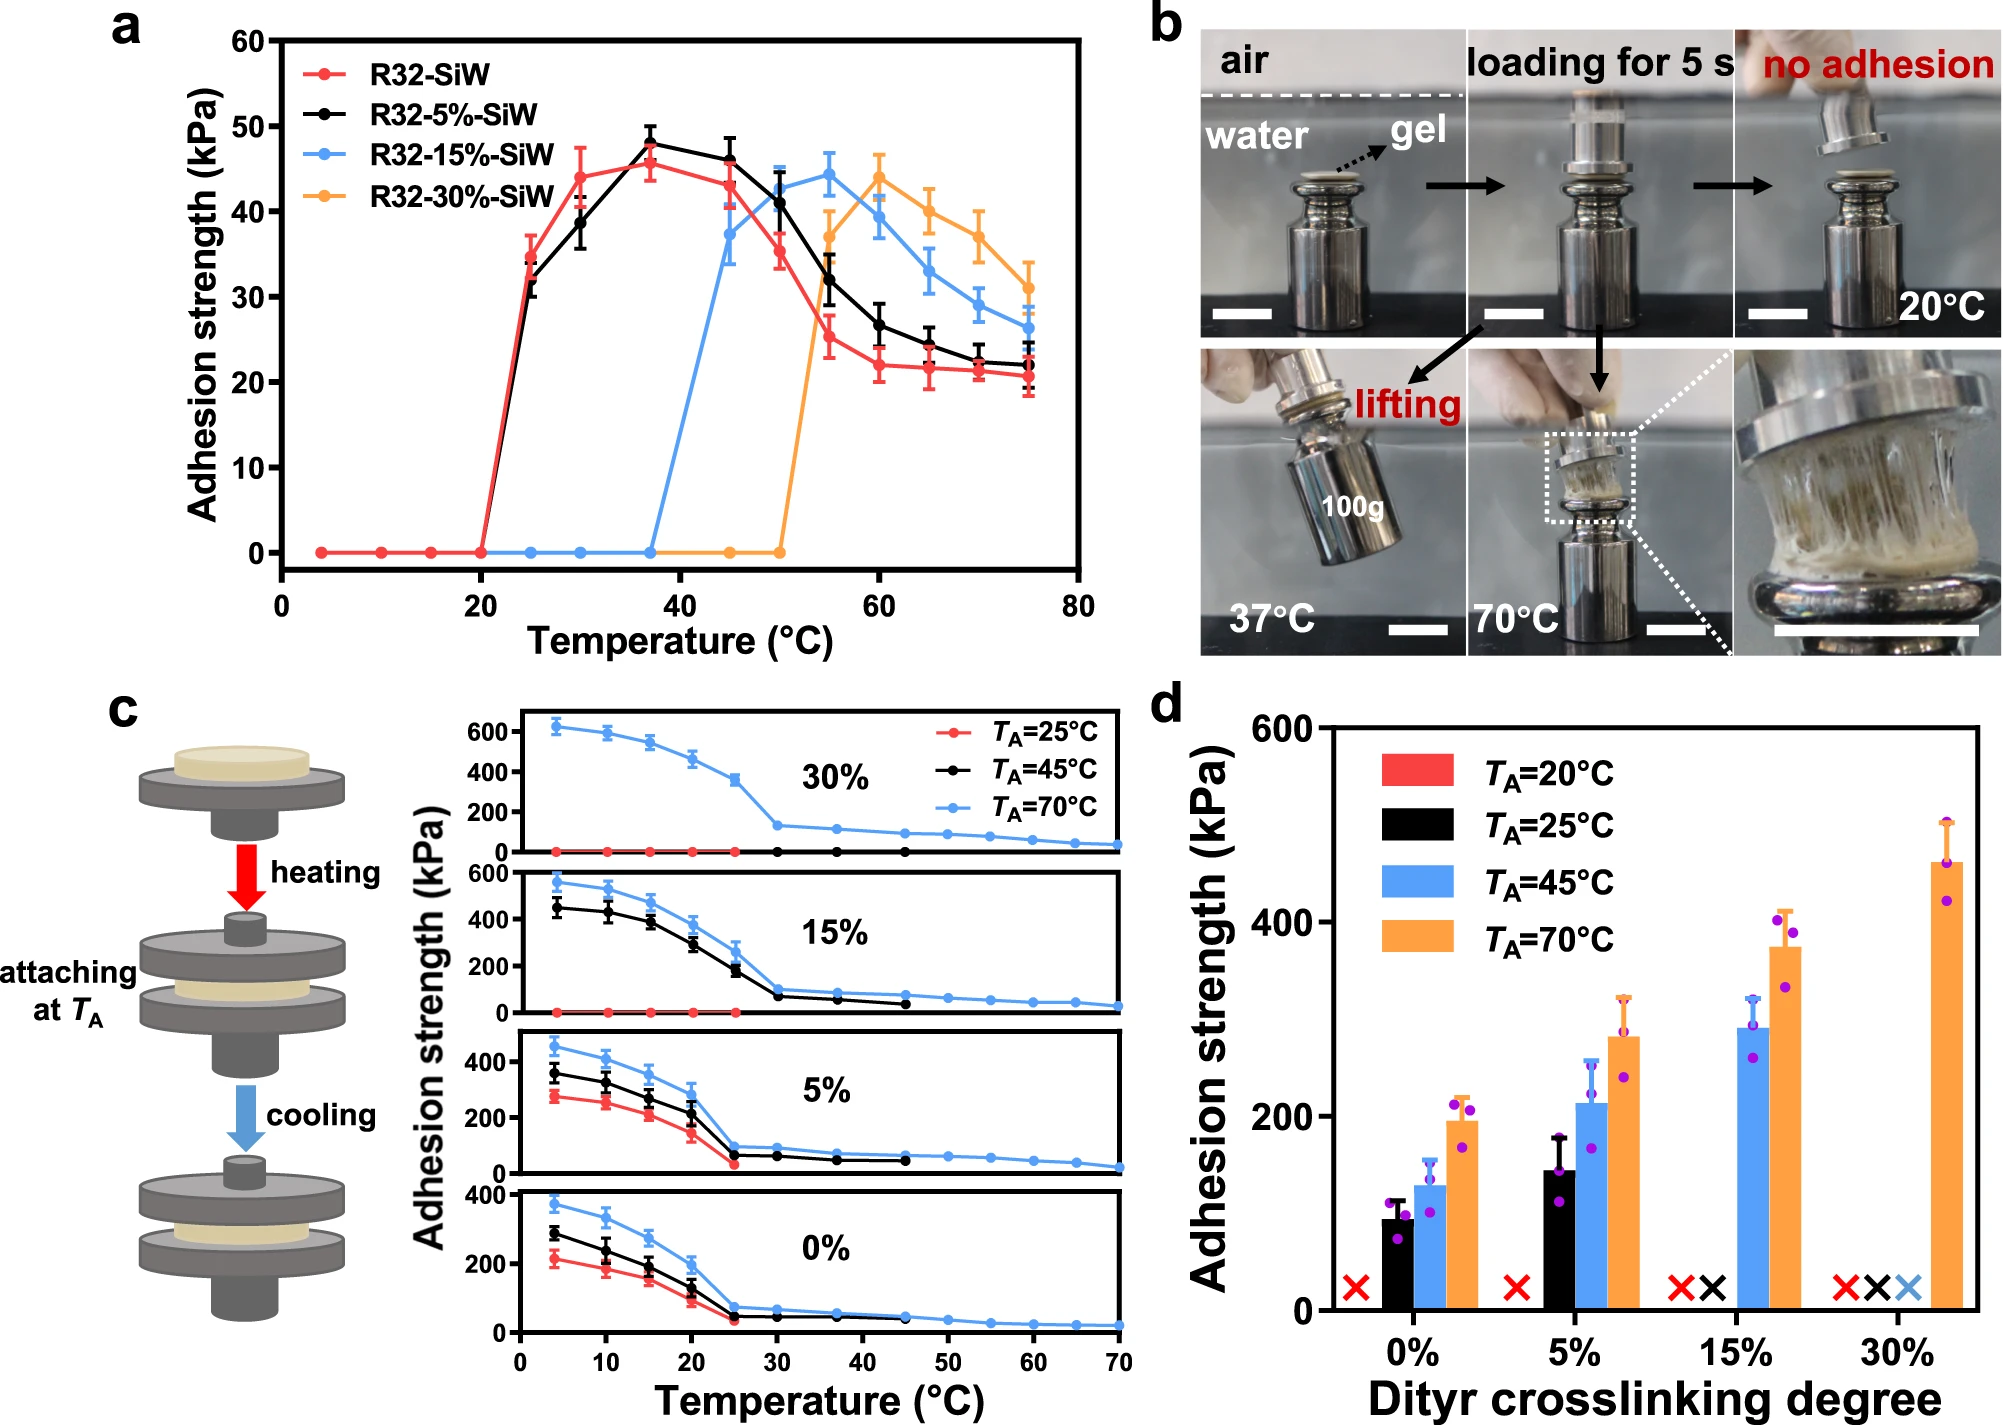 a
60
50
40
30
20
10
0
Adhesion strength (kPa)
R32-SiW
R32-5%-SiW
R32-15%-SiW
R32-30%-SiW
0 20 40 60 80
Temperature (°C)
b
air
water
gel
loading for 5 s
no adhesion
20°C
lifting
100g
37°C
70°C
c
heating
attaching
at TA
cooling
Adhesion strength (kPa)
600
400
200
0
30%
TA=25°C
TA=45°C
TA=70°C
600
400
200
0
15%
400
200
0
5%
400
200
0
0%
0 10 20 30 40 50 60 70
Temperature (°C)
d
600
400
200
0
Adhesion strength (kPa)
TA=20°C
TA=25°C
TA=45°C
TA=70°C
0% 5% 15% 30%
Dityr crosslinking degree